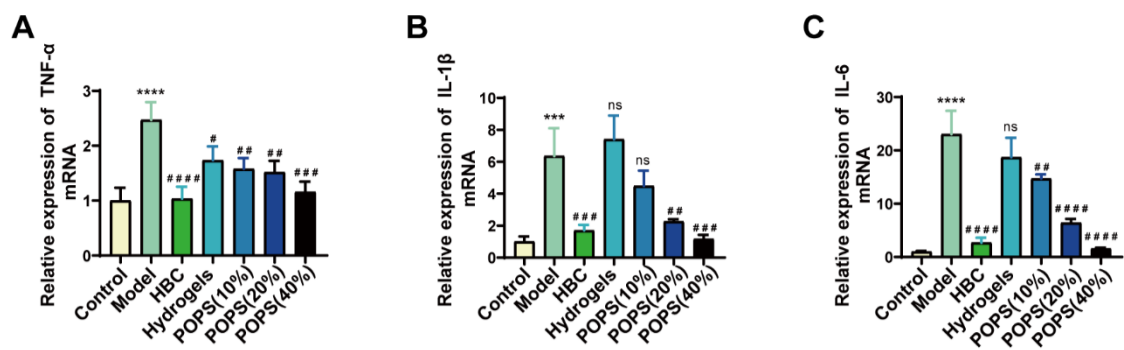 A
Relative expression of TNF-α
mRNA
3
2
1
0
****
####
#
##
##
###
Control
Model
HBC
Hydrogels
POPS(10%)
POPS(20%)
POPS(40%)
B
Relative expression of IL-1β
mRNA
10
8
6
4
2
0
***
###
ns
ns
##
###
Control
Model
HBC
Hydrogels
POPS(10%)
POPS(20%)
POPS(40%)
C
Relative expression of IL-6
mRNA
30
20
10
0
****
####
ns
##
####
####
Control
Model
HBC
Hydrogels
POPS(10%)
POPS(20%)
POPS(40%)